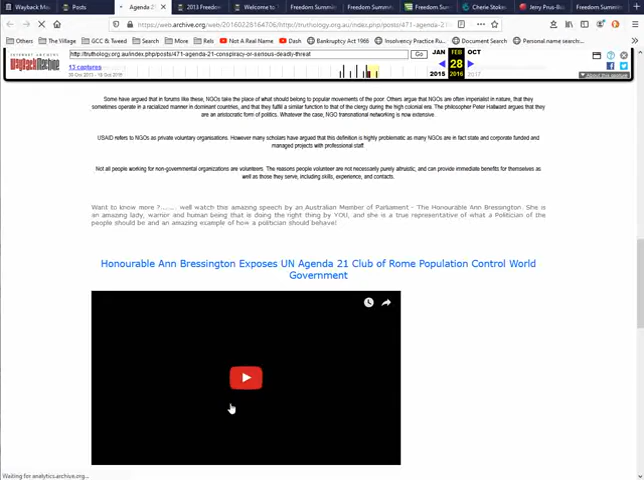 Wayback M
Posts
Agenda 2
2013 Freedom
Welcome to
Freedom Summi
Freedom Summ
Freedom Summi
Cherie Stoker
Jerry Prus-But
Freedom Summi
https://web.archive.org/web/20160228164706/http://truthology.org.au/index.php/posts/471-agenda-21
Others
The Village
GCC & Tweed
Search
More
Rels
Not A Real Name
Dash
Bankruptcy Act 1966
Insolvency Practice Ru
Document Search
Personal name search:...
INTERNET ARCHIVE
WayBackMachine
http://truthology.org.au/index.php/posts/471-agenda-21-conspiracy-or-serious-deadly-threat
Go
JAN
FEB
OCT
13 captures
28
2015
2016
2017
About this capture
Some have argued that in forums like these, NGOs take the place of what should belong to popular movements of the poor. Others argue that NGOs are often imperialist in nature, that they
sometimes operate in a racialized manner in dominant countries, and that they fulfil a similar function to that of the clergy during the high colonial era. The philosopher Peter Hallward argues that they
are an aristocratic form of politics. Whatever the case, NGO transnational networking is now extensive.
USAID refers to NGOs as private voluntary organisations. However many scholars have argued that this definition is highly problematic as many NGOs are in fact state and corporate funded and
managed projects with professional staff.
Not all people working for non-governmental organizations are volunteers. The reasons people volunteer are not necessarily purely altruistic, and can provide immediate benefits for themselves as
well as those they serve, including skills, experience, and contacts.
Want to know more ?....... well watch this amazing speech by an Australian Member of Parliament - The Honourable Ann Bressington. She is
an amazing lady, warrior and human being that is doing the right thing by YOU, and she is a true representative of what a Politician of the
people should be and an amazing example of how a politician should behave!
Honourable Ann Bressington Exposes UN Agenda 21 Club of Rome Population Control World
Government
Waiting for analytics.archive.org...